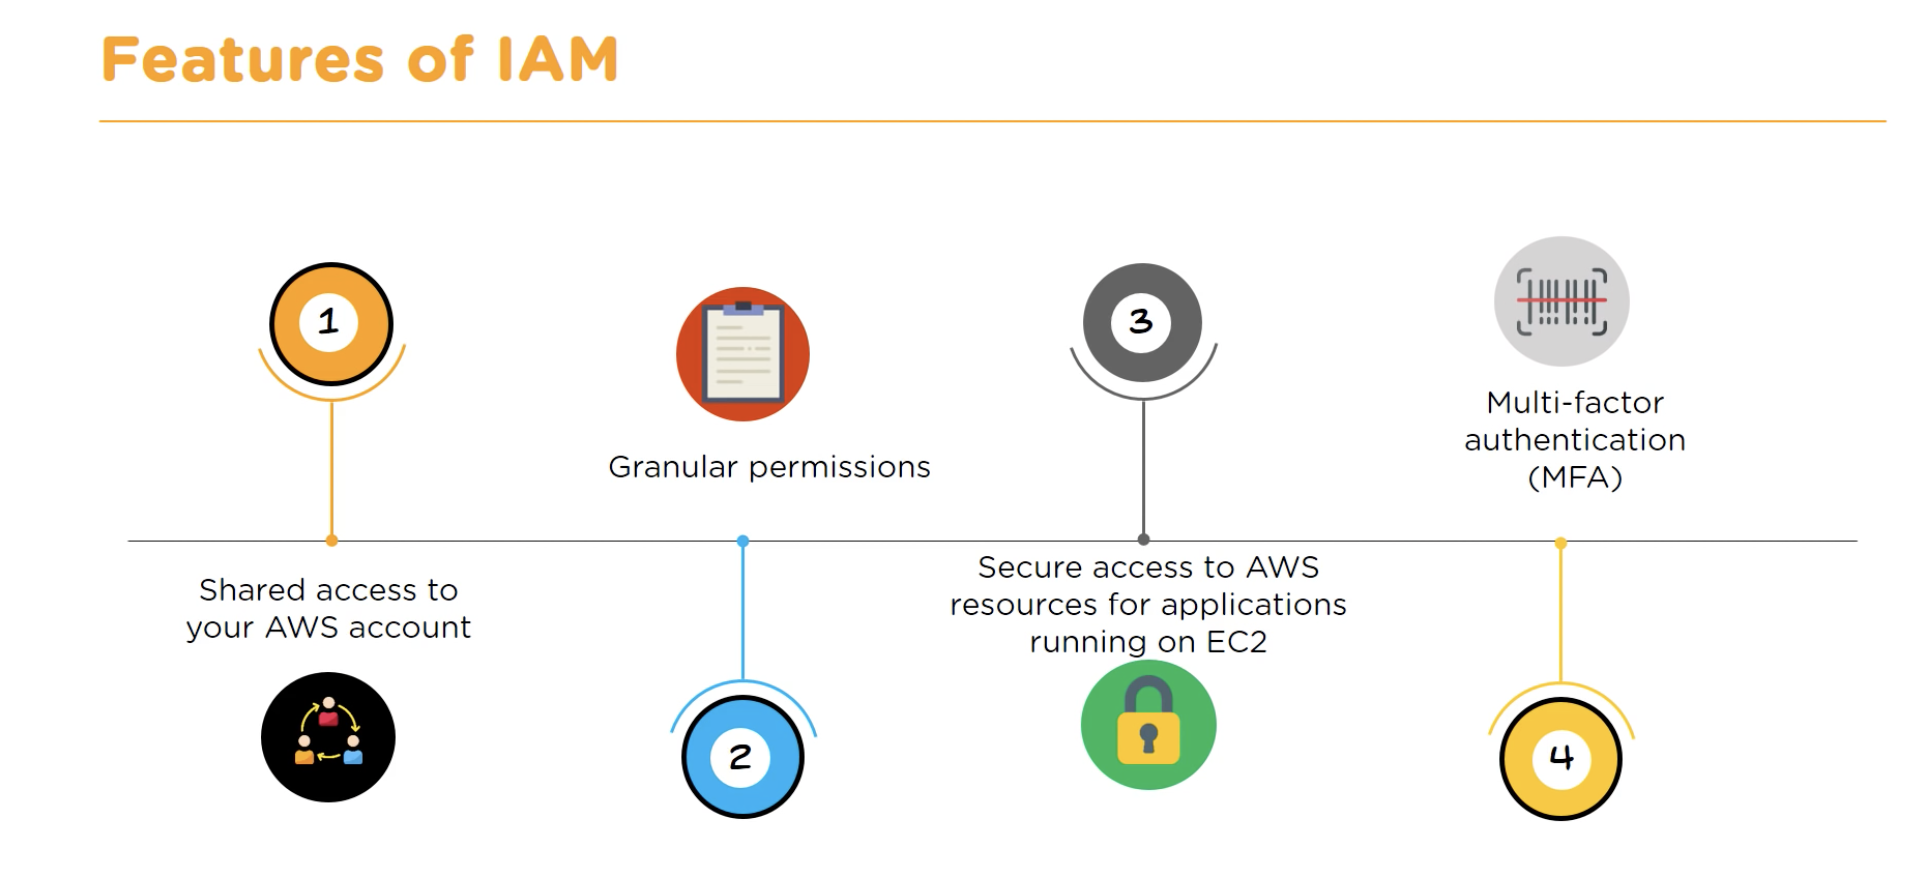 Features of IAM
1
Shared access to
your AWS account
Granular permissions
2
3
Secure access to AWS
resources for applications
running on EC2
Multi-factor
authentication
(MFA)
4